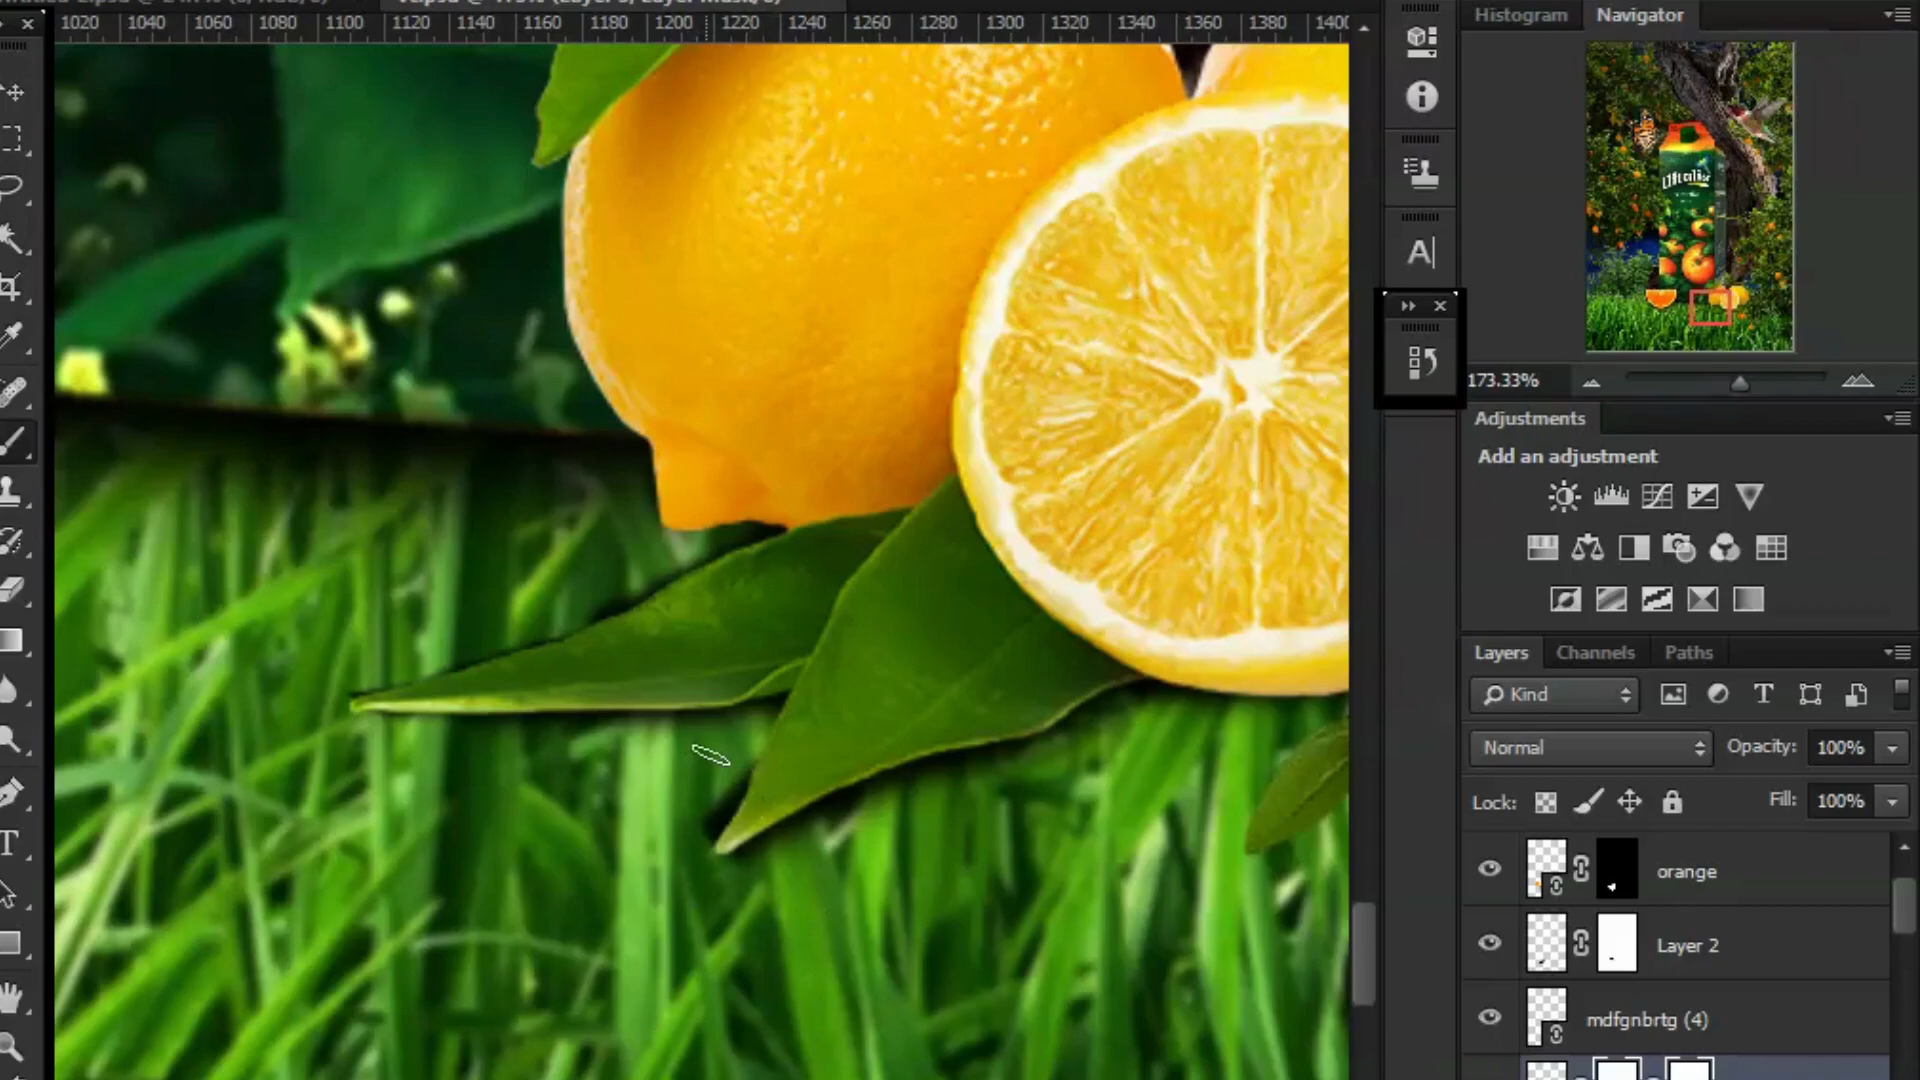 1020 1040 1060 1080 1100 1120 1140 1160 1180 1200 1220 1240 1260 1280 1300 1320 1340 1360 1380 1400
Histogram Navigator
A
173.33%
Adjustments
Add an adjustment
Layers Channels Paths
Kind T
Normal Opacity: 100%
Lock: Fill: 100%
T
orange
Layer 2
mdfgnbrtg (4)